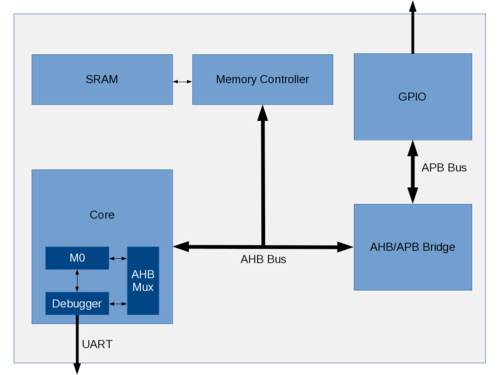 SRAM
Memory Controller
GPIO
APB Bus
Core
M0
AHB
Mux
Debugger
AHB Bus
AHB/APB Bridge
UART